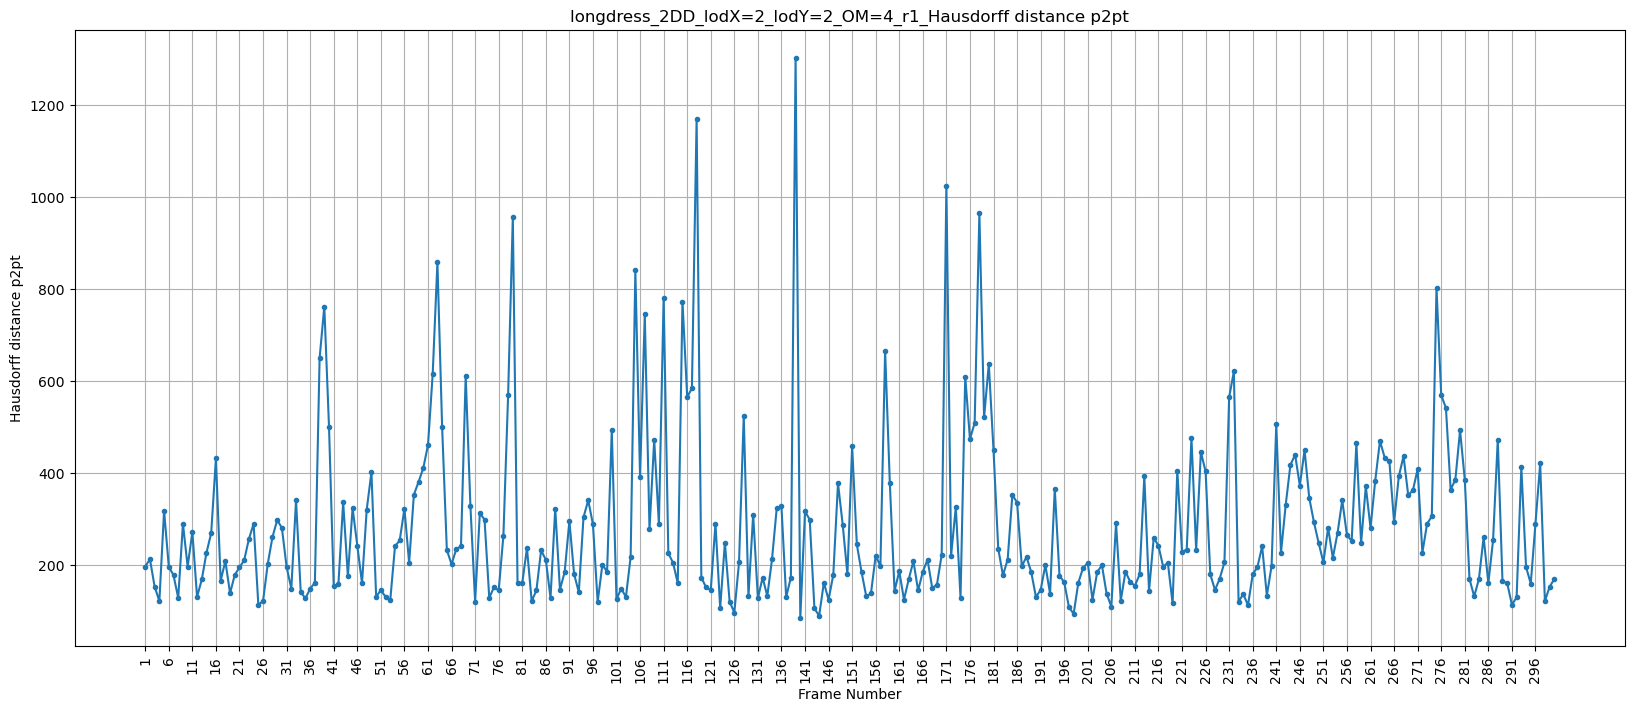 longdress_2DD_lodX=2_lodY=2_OM=4_r1_Hausdorff distance p2pt
Hausdorff distance p2pt
1200
1000
800
600
400
200
1 6 11 16 21 26 31 36 41 46 51 56 61 66 71 76 81 86 91 96 101 106 111 116 121 126 131 136 141 146 151 156 161 166 171 176 181 186 191 196 201 206 211 216 221 226 231 236 241 246 251 256 261 266 271 276 281 286 291 296
Frame Number